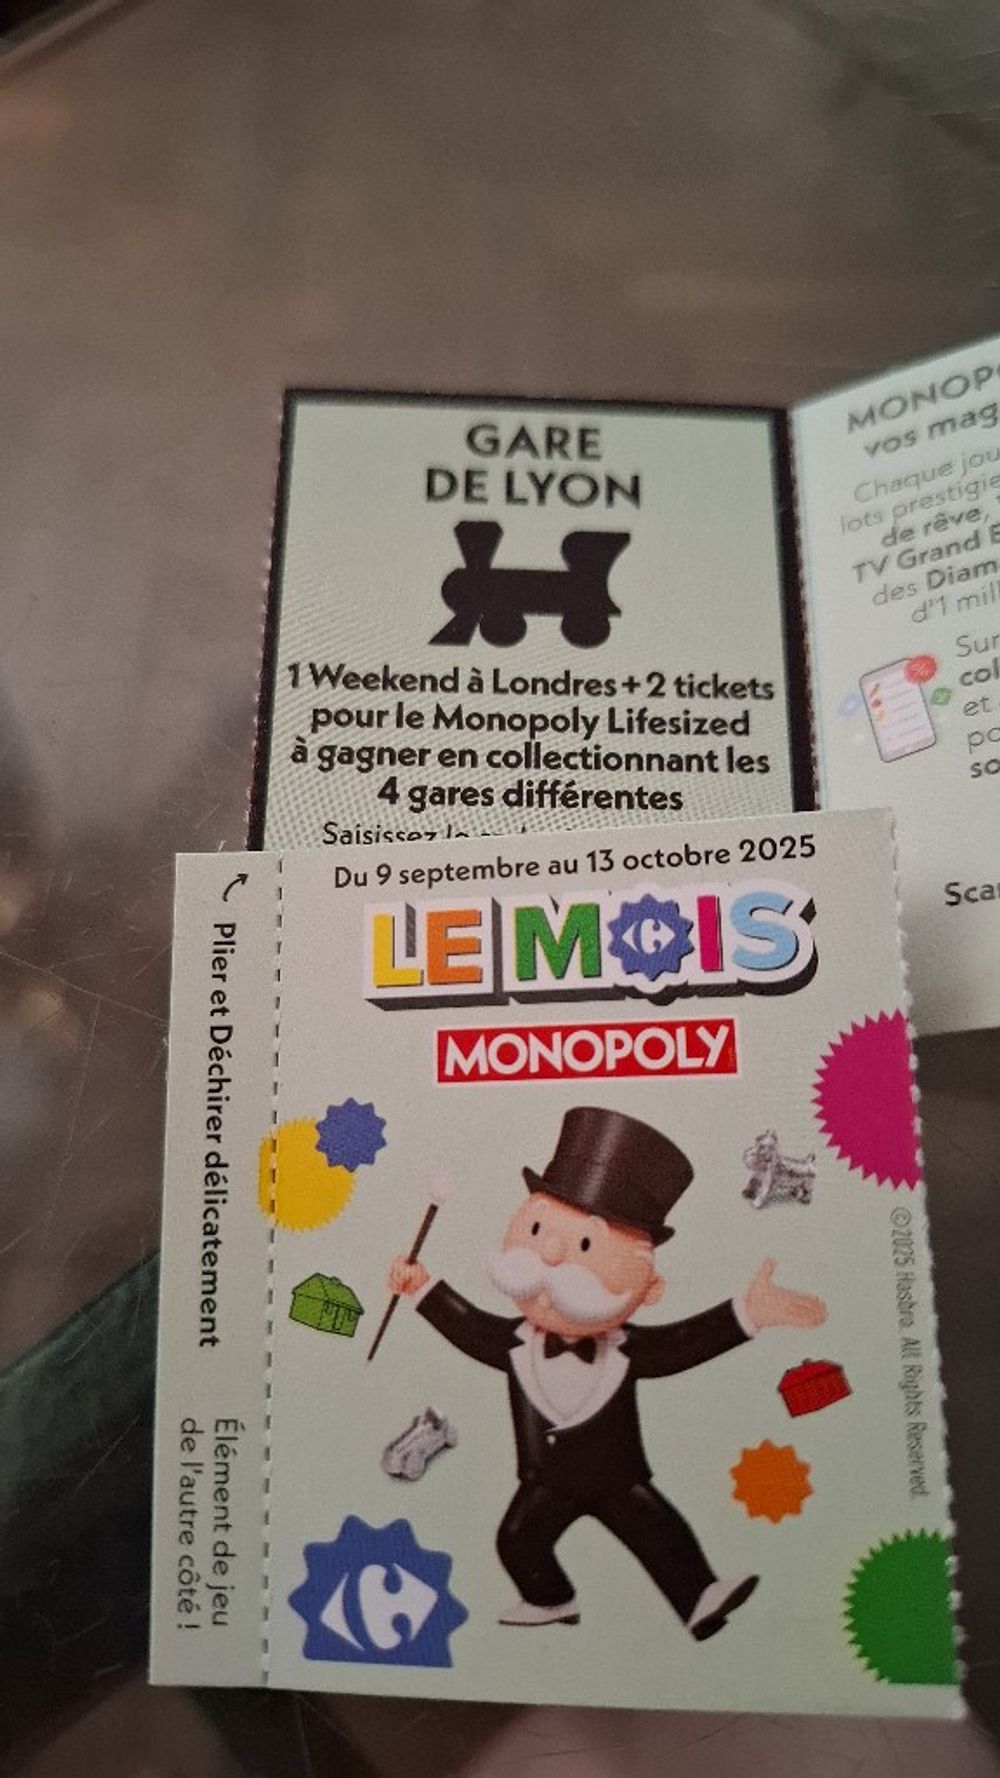 GARE
DE LYON
1 Weekend à Londres + 2 tickets
pour le Monopoly Lifesized
à gagner en collectionnant les
4 gares différentes
Saisissez le
MONOPO
vos mag
Chaque jou
lots prestigie
de rêve,
TV Grand E
des Diam
d'1 mill
Sur
col
et
po
so
Sca
%
Du 9 septembre au 13 octobre 2025
LE MOIS
MONOPOLY
Plier et Déchirer délicatement
Élément de jeu
de l'autre côté !
©2025 Hasbro. All Rights Reserved.